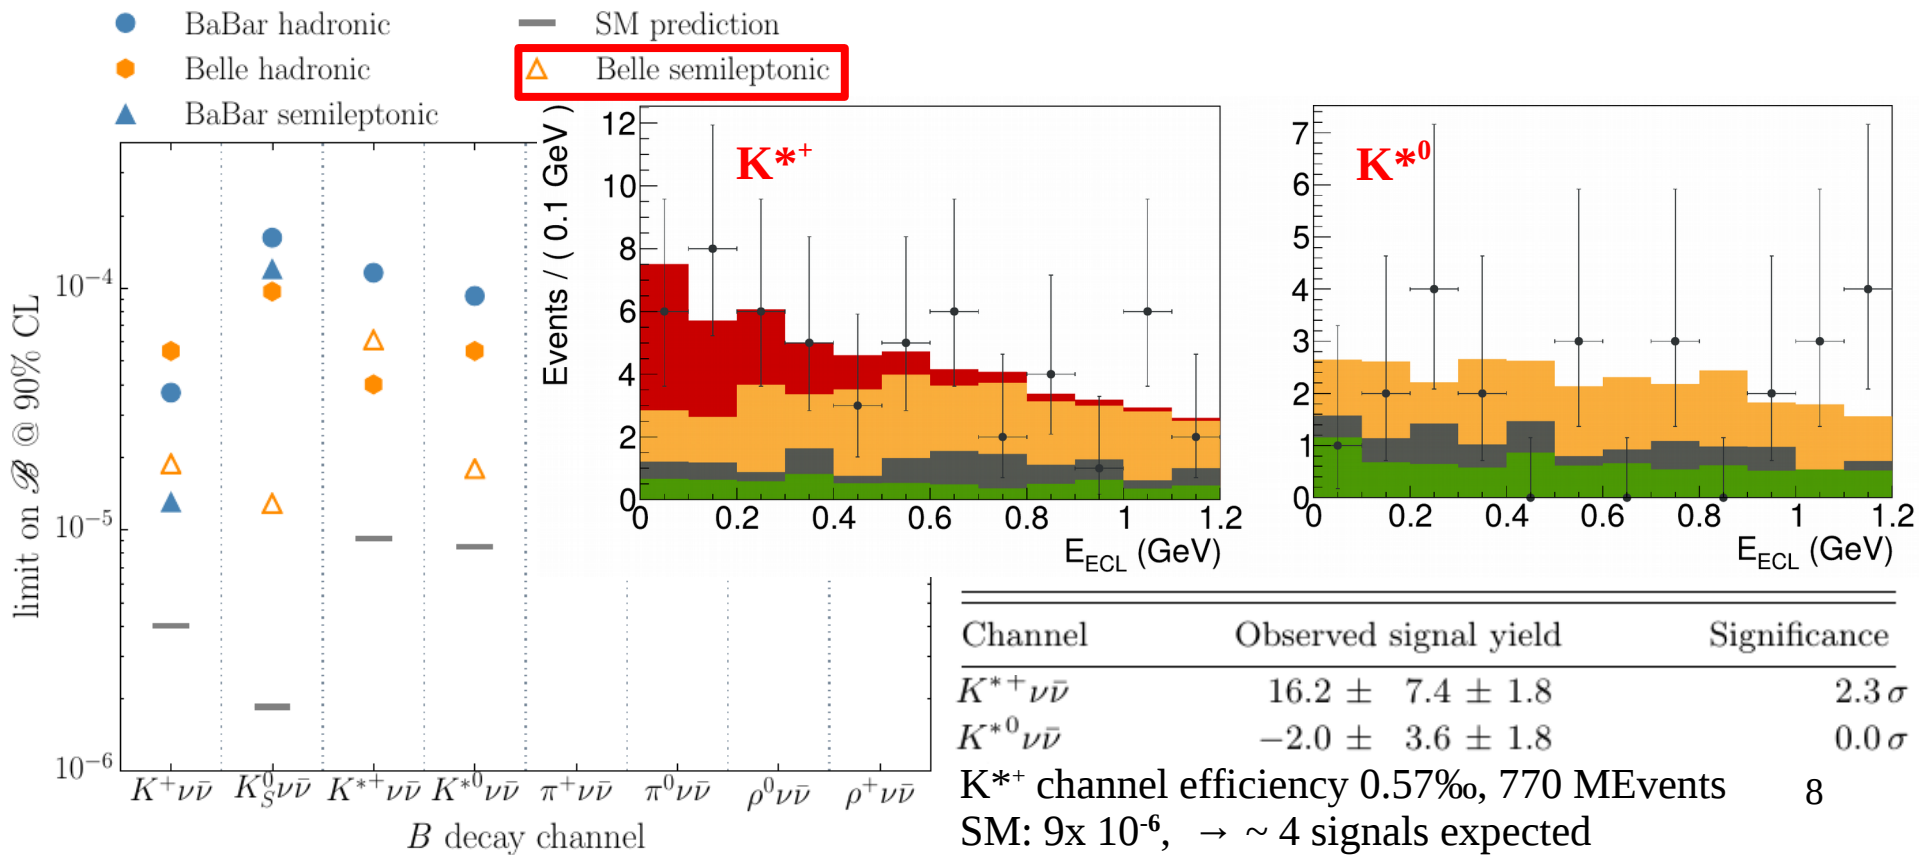 BaBar hadronic
Belle hadronic
BaBar semileptonic
SM prediction
Belle semileptonic
limit on ℬ @ 90% CL
10⁻⁴
10⁻⁵
10⁻⁶
K⁺νν̄ K⁰_Sνν̄ K*⁺νν̄ K*⁰νν̄ π⁺νν̄ π⁰νν̄ ρ⁰νν̄ ρ⁺νν̄
B decay channel
Events / ( 0.1 GeV )
K*⁺
12
10
8
6
4
2
0
0 0.2 0.4 0.6 0.8 1 1.2
E_ECL (GeV)
K*⁰
7
6
5
4
3
2
1
0
0 0.2 0.4 0.6 0.8 1 1.2
E_ECL (GeV)
Channel Observed signal yield Significance
K*⁺νν̄ 16.2 ± 7.4 ± 1.8 2.3 σ
K*⁰νν̄ −2.0 ± 3.6 ± 1.8 0.0 σ
K*⁺ channel efficiency 0.57‰, 770 MEvents
SM: 9x 10⁻⁶, → ~ 4 signals expected
8